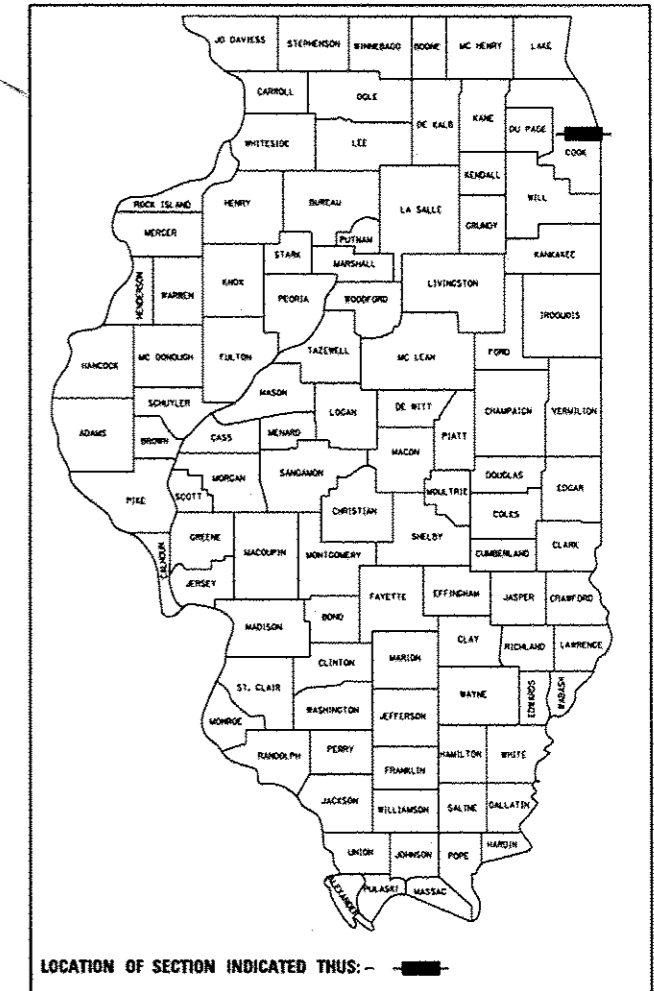 JO DAVIESS STEPHENSON WINNEBAGO BOONE MC HENRY LAKE
CARROLL OGLE DE KALB KANE DU PAGE COOK
WHITESIDE LEE
KENDALL WILL
ROCK ISLAND HENRY BUREAU LA SALLE GRUNDY
MERCER PUTNAM KANKAKEE
STARK MARSHALL
HENDERSON WARREN KNOX PEORIA WOODFORD LIVINGSTON IROQUOIS
HANCOCK MC DONOUGH FULTON TAZEWELL MC LEAN FORD
MASON
SCHUYLER LOGAN DE WITT CHAMPAIGN VERMILION
ADAMS BROWN CASS MENARD PIATT
MACON
MORGAN SANGAMON DOUGLAS EDGAR
PIKE SCOTT CHRISTIAN MOULTRIE
COLES
GREENE MACOUPIN MONTGOMERY SHELBY CLARK
CALHOUN CUMBERLAND
JERSEY FAYETTE EFFINGHAM JASPER CRAWFORD
MADISON BOND
CLAY RICHLAND LAWRENCE
CLINTON MARION
ST. CLAIR WAYNE EDWARDS WABASH
WASHINGTON JEFFERSON
MONROE
RANDOLPH PERRY HAMILTON WHITE
FRANKLIN
JACKSON WILLIAMSON SALINE GALLATIN
UNION JOHNSON POPE HARDIN
ALEXANDER PULASKI MASSAC
LOCATION OF SECTION INDICATED THUS: -